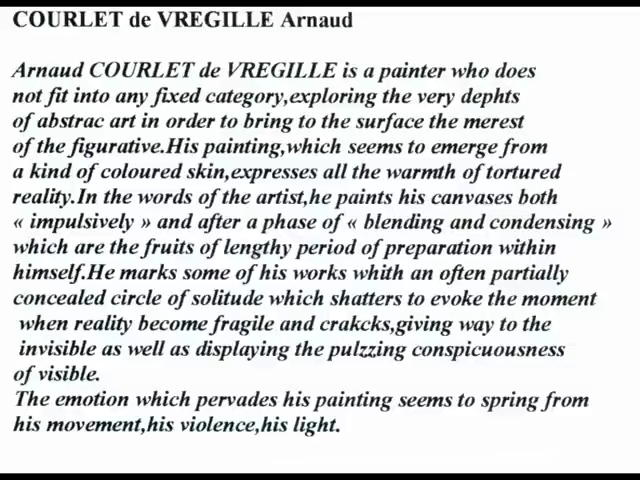 COURLET de VREGILLE Arnaud
Arnaud COURLET de VREGILLE is a painter who does
not fit into any fixed category,exploring the very dephts
of abstrac art in order to bring to the surface the merest
of the figurative.His painting,which seems to emerge from
a kind of coloured skin,expresses all the warmth of tortured
reality.In the words of the artist,he paints his canvases both
« impulsively » and after a phase of « blending and condensing »
which are the fruits of lengthy period of preparation within
himself.He marks some of his works whith an often partially
concealed circle of solitude which shatters to evoke the moment
when reality become fragile and crakcks,giving way to the
invisible as well as displaying the pulzzing conspicuousness
of visible.
The emotion which pervades his painting seems to spring from
his movement,his violence,his light.